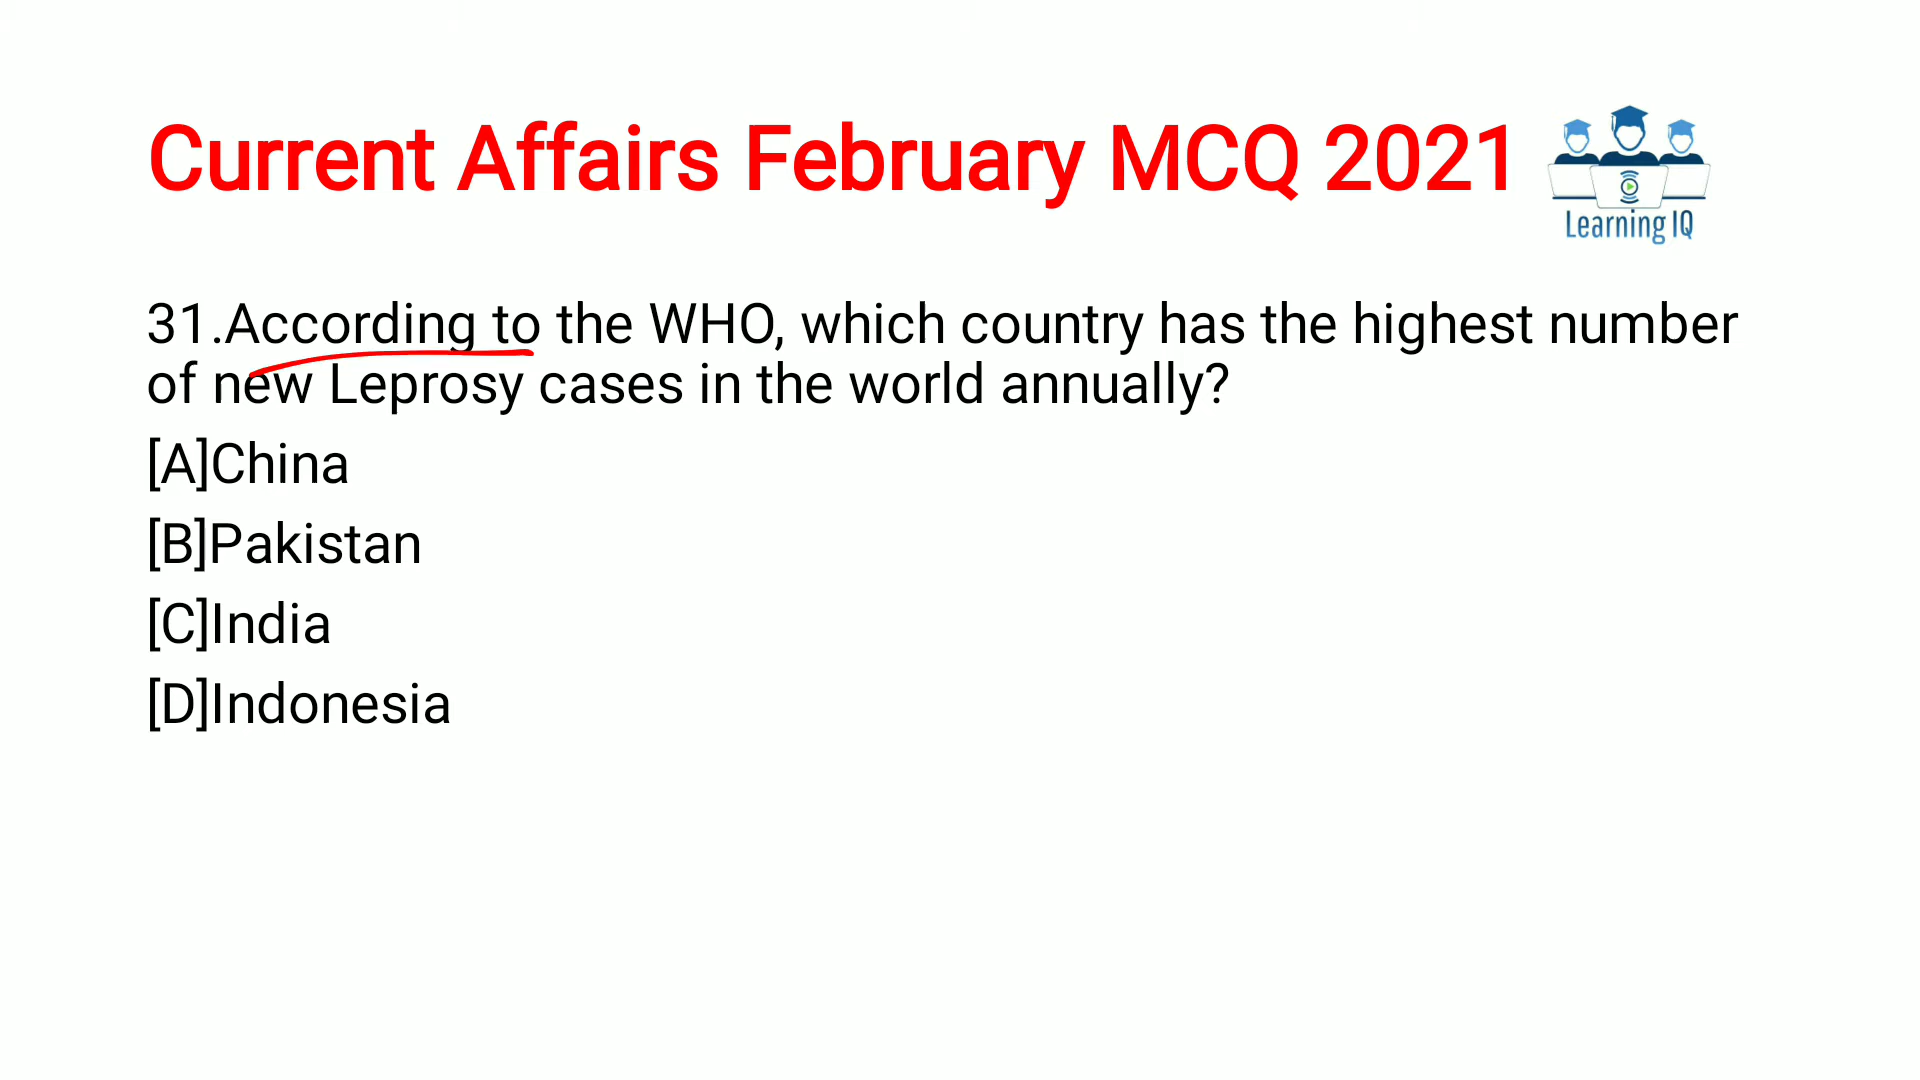 Current Affairs February MCQ 2021
Learning IQ
31.According to the WHO, which country has the highest number
of new Leprosy cases in the world annually?
[A]China
[B]Pakistan
[C]India
[D]Indonesia